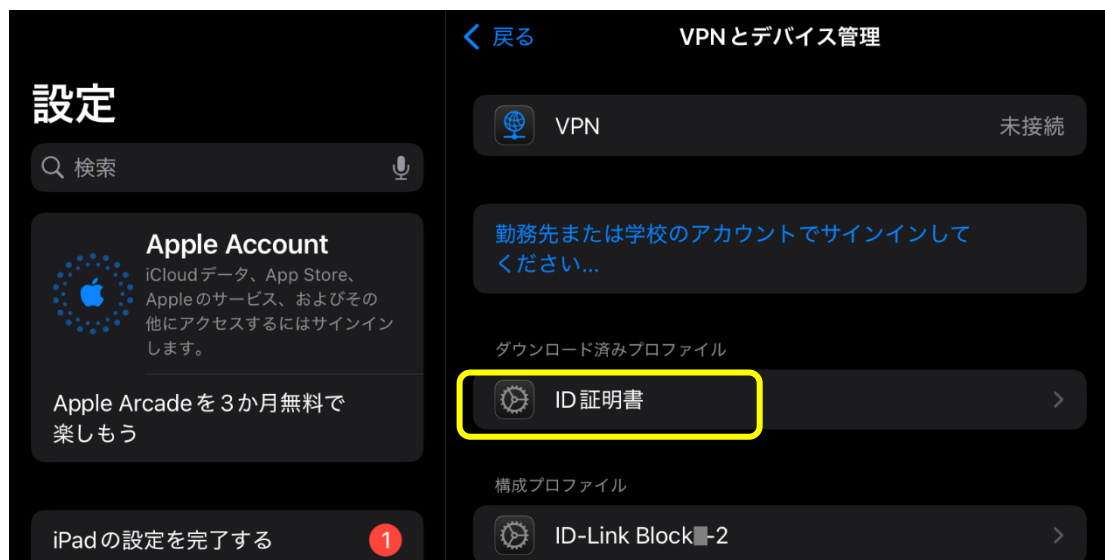 設定
検索
Apple Account
iCloudデータ、App Store、
Appleのサービス、およびその
他にアクセスするにはサインイン
します。
Apple Arcadeを3か月無料で
楽しもう
iPadの設定を完了する
1
戻る
VPNとデバイス管理
VPN
未接続
勤務先または学校のアカウントでサインインして
ください...
ダウンロード済みプロファイル
ID証明書
構成プロファイル
ID-Link Block -2